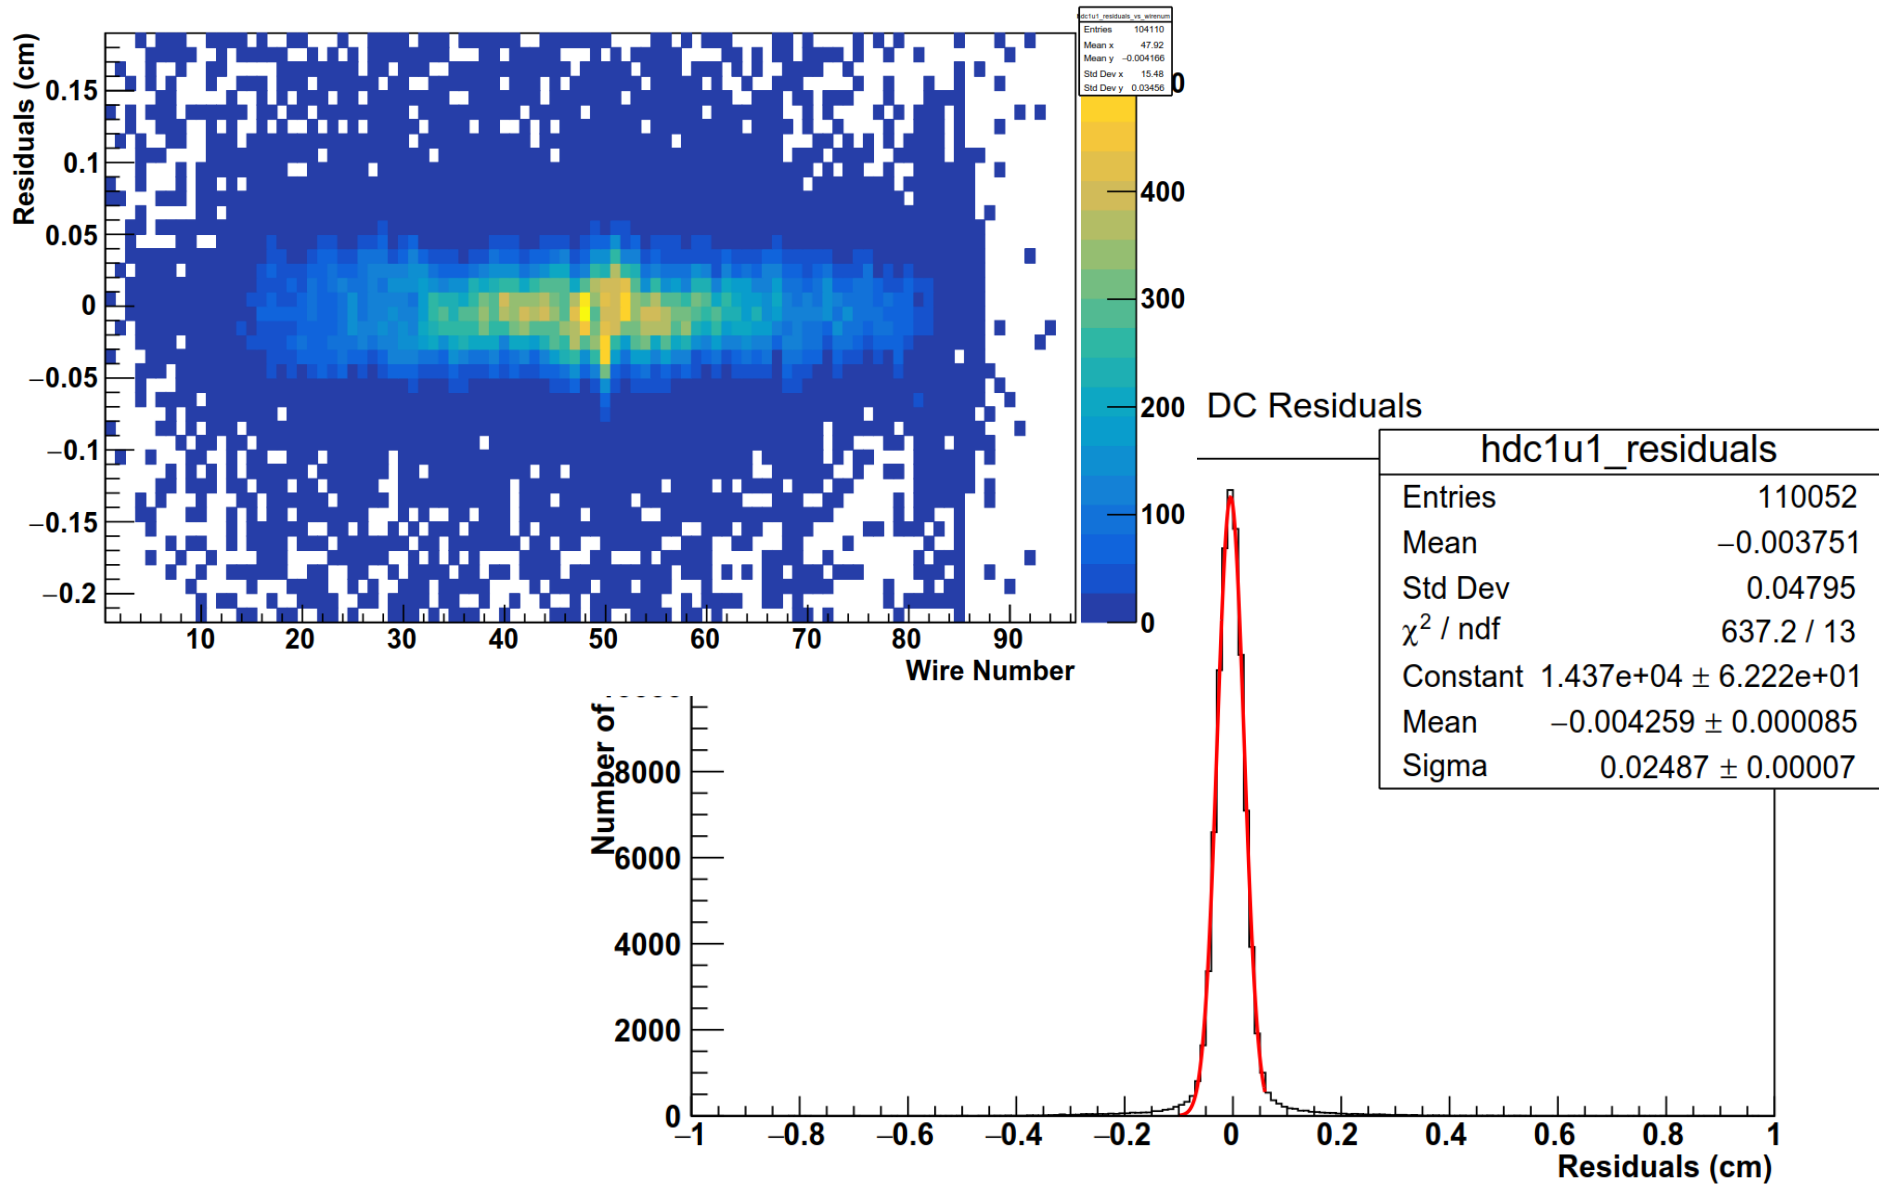 hdc1u1_residuals_vs_wirenum
Entries 104110
Mean x 47.92
Mean y −0.004166
Std Dev x 15.48
Std Dev y 0.03456
Residuals (cm)
0.15
0.1
0.05
0
−0.05
−0.1
−0.15
−0.2
10 20 30 40 50 60 70 80 90
Wire Number
0
400
300
200
100
0
DC Residuals
hdc1u1_residuals
Entries 110052
Mean −0.003751
Std Dev 0.04795
χ² / ndf 637.2 / 13
Constant 1.437e+04 ± 6.222e+01
Mean −0.004259 ± 0.000085
Sigma 0.02487 ± 0.00007
Number of
8000
6000
4000
2000
0
−1 −0.8 −0.6 −0.4 −0.2 0 0.2 0.4 0.6 0.8 1
Residuals (cm)